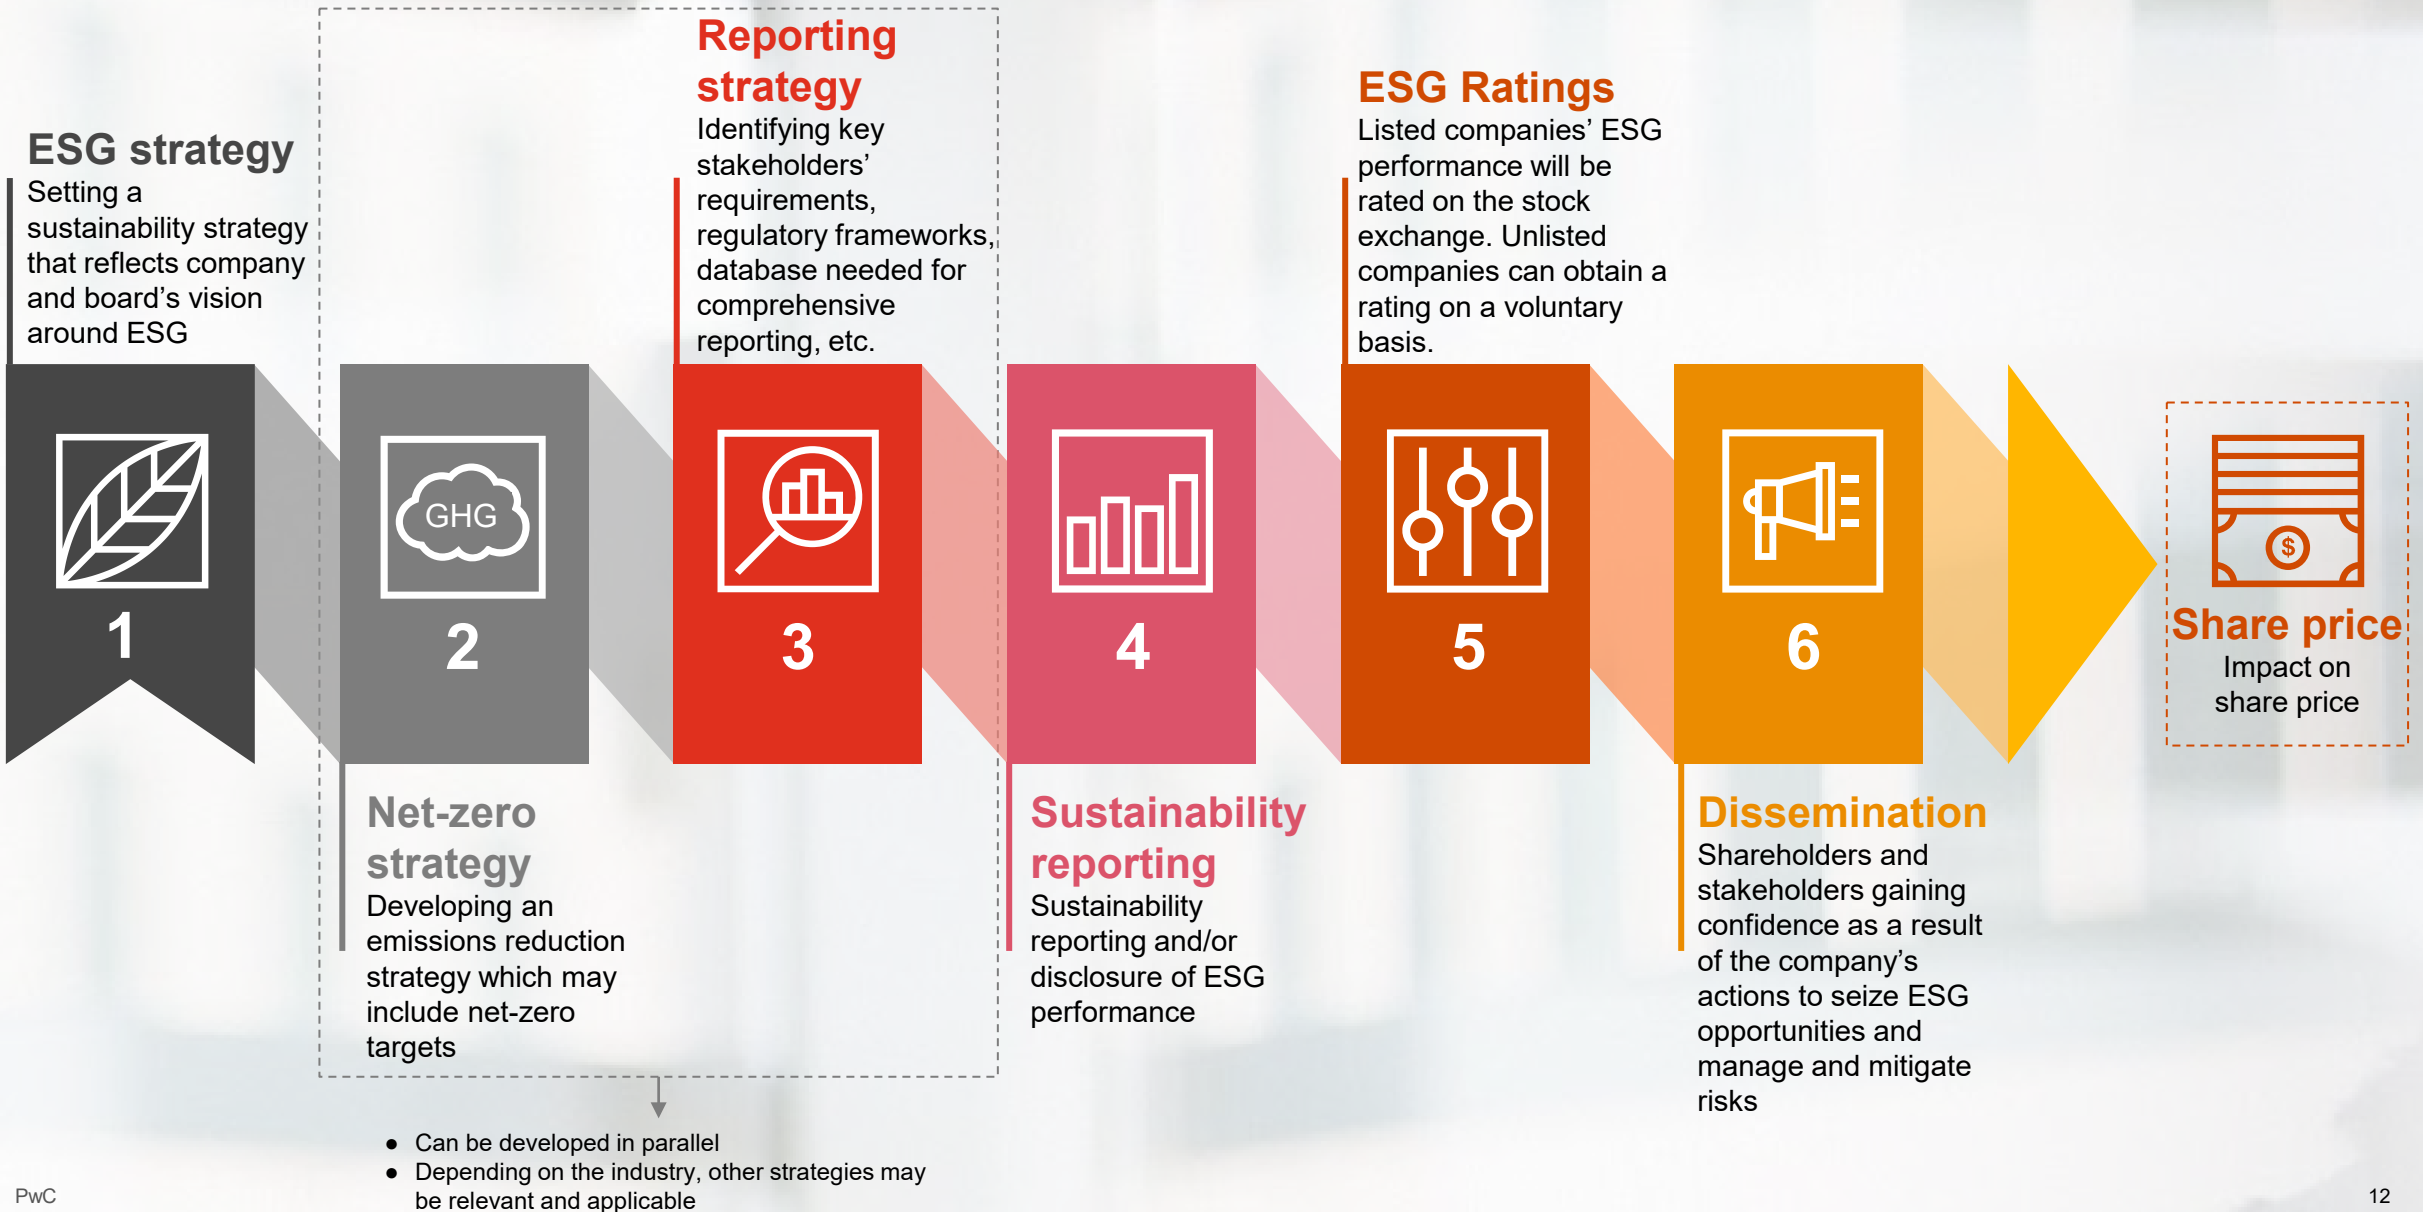 ESG strategy
Setting a
sustainability strategy
that reflects company
and board’s vision
around ESG
1
GHG
2
Net-zero
strategy
Developing an
emissions reduction
strategy which may
include net-zero
targets
Reporting
strategy
Identifying key
stakeholders’
requirements,
regulatory frameworks,
database needed for
comprehensive
reporting, etc.
3
4
Sustainability
reporting
Sustainability
reporting and/or
disclosure of ESG
performance
ESG Ratings
Listed companies’ ESG
performance will be
rated on the stock
exchange. Unlisted
companies can obtain a
rating on a voluntary
basis.
5
6
Dissemination
Shareholders and
stakeholders gaining
confidence as a result
of the company’s
actions to seize ESG
opportunities and
manage and mitigate
risks
$
Share price
Impact on
share price
● Can be developed in parallel
● Depending on the industry, other strategies may
be relevant and applicable
PwC
12